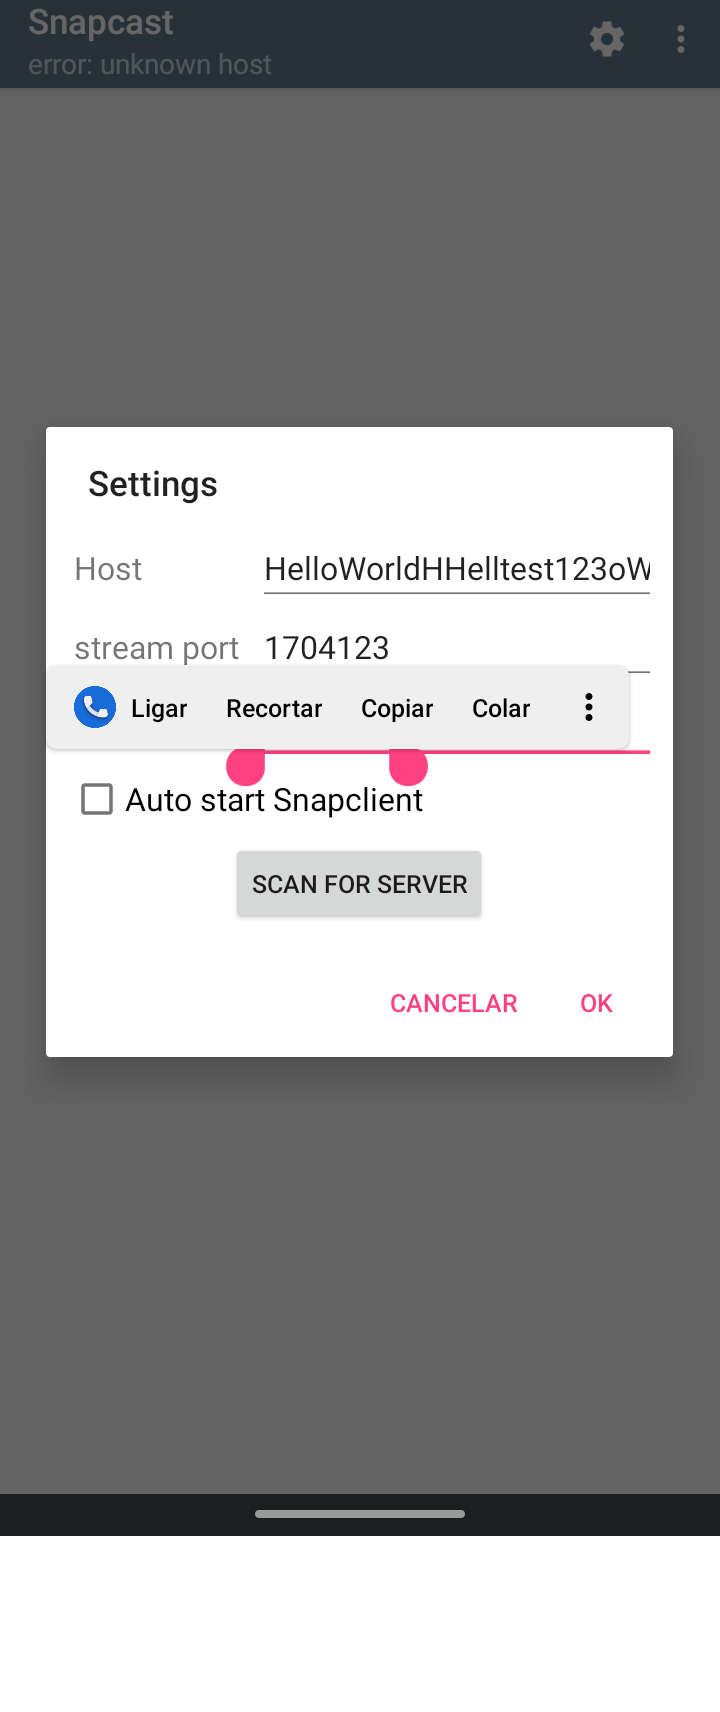 Snapcast
error: unknown host
Settings
Host HelloWorldHHelltest123oW
stream port 1704123
Ligar Recortar Copiar Colar
Auto start Snapclient
SCAN FOR SERVER
CANCELAR OK